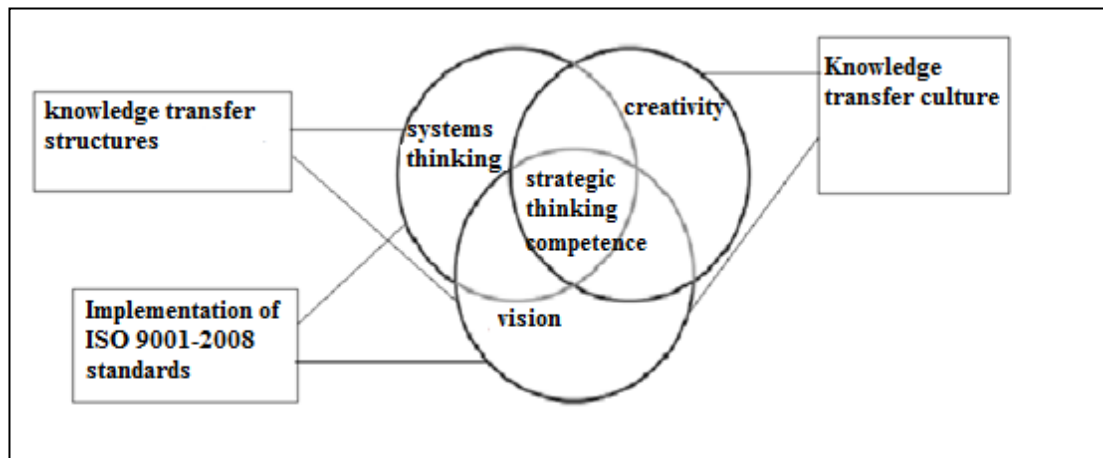 knowledge transfer
structures
Implementation of
ISO 9001-2008
standards
systems
thinking
creativity
strategic
thinking
competence
vision
Knowledge
transfer culture